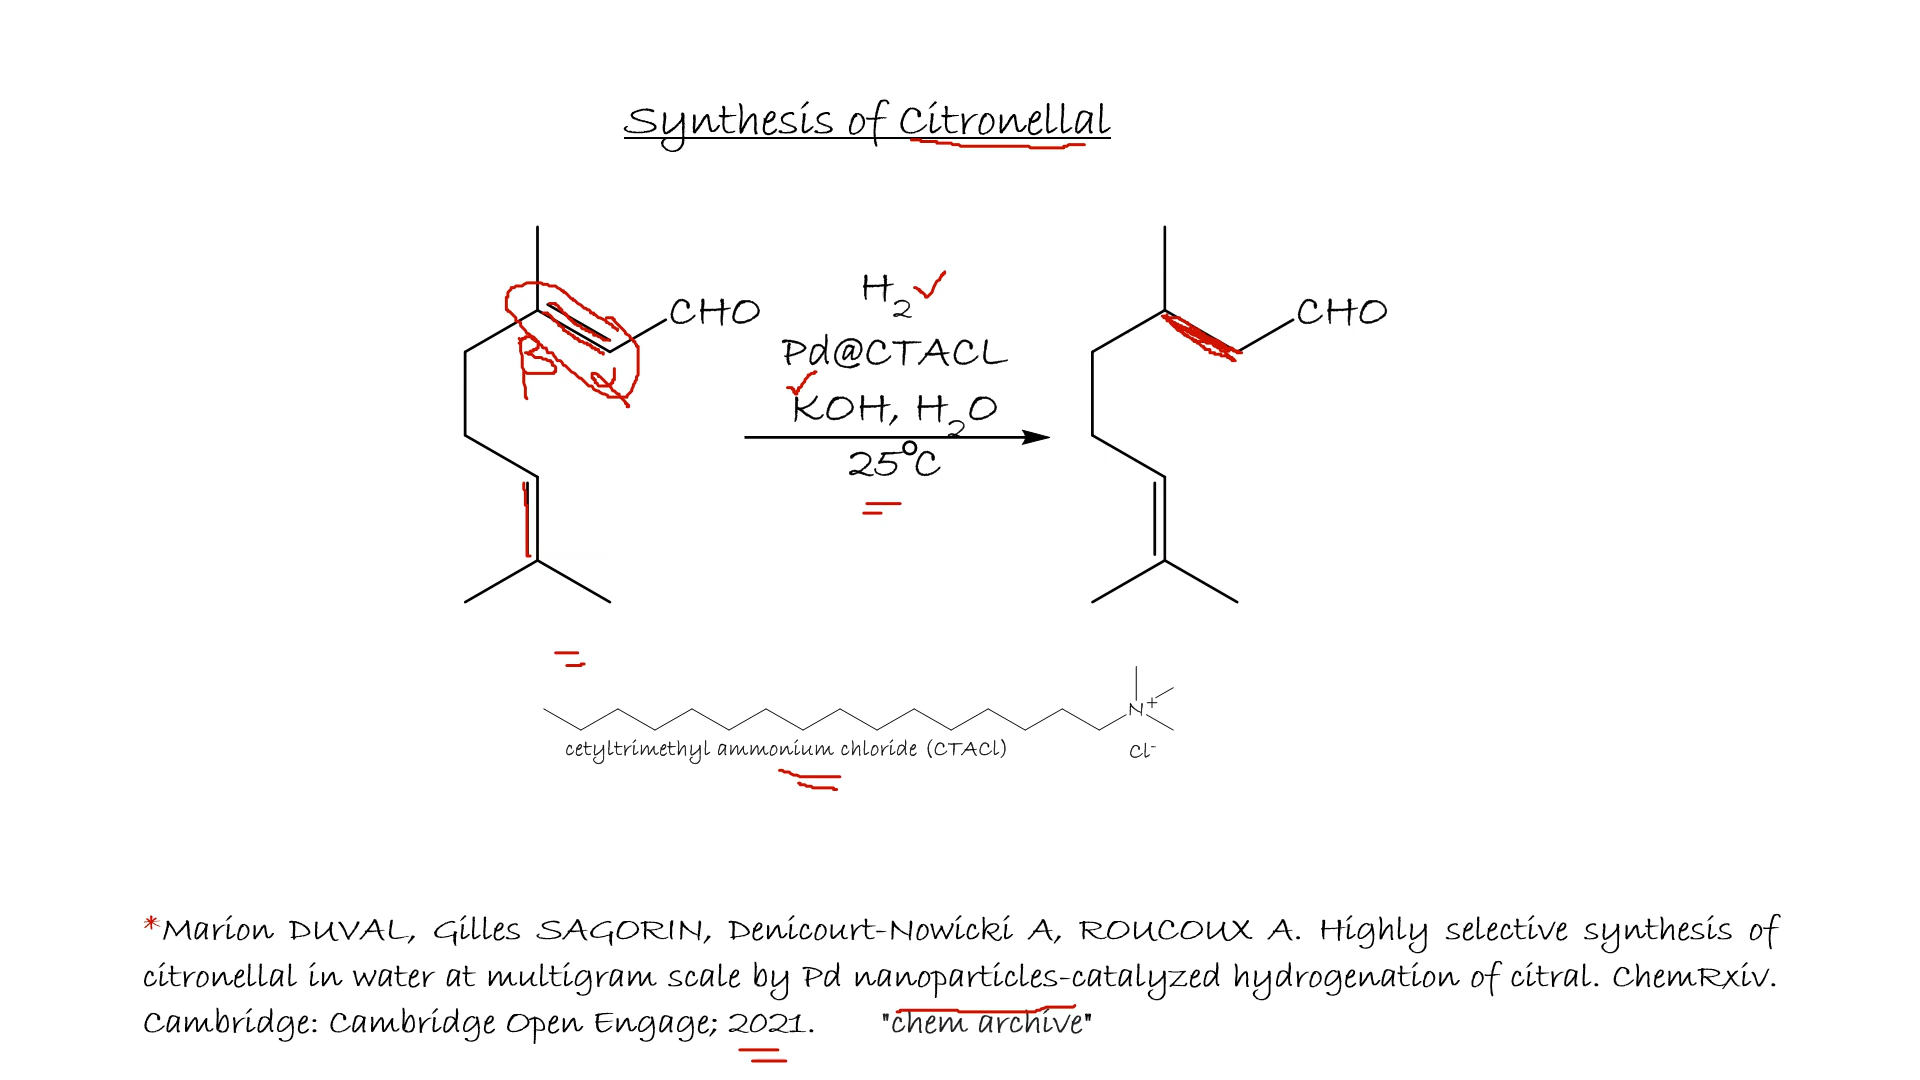 Synthesis of Citronellal
CHO
H2
Pd@CTACL
KOH, H2O
25°C
CHO
N+
cetyltrimethyl ammonium chloride (CTACl)
Cl-
*Marion DUVAL, Gilles SAGORIN, Denicourt-Nowicki A, ROUCOUX A. Highly selective synthesis of
citronellal in water at multigram scale by Pd nanoparticles-catalyzed hydrogenation of citral. ChemRxiv.
Cambridge: Cambridge Open Engage; 2021. "chem archive"